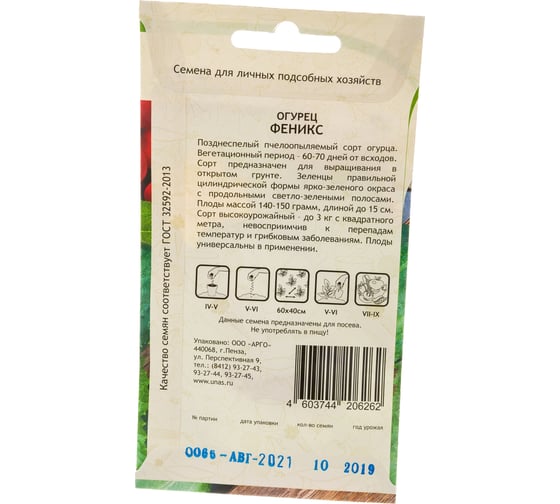 Семена для личных подсобных хозяйств
ОГУРЕЦ
ФЕНИКС
Позднеспелый пчелоопыляемый сорт огурца.
Вегетационный период - 60-70 дней от всходов.
Сорт предназначен для выращивания в
открытом грунте. Зеленцы правильной
цилиндрической формы ярко-зеленого окраса
с продольными светло-зелеными полосами.
Плоды массой 140-150 грамм, длиной до 15 см.
Сорт высокоурожайный - до 3 кг с квадратного
метра, невосприимчив к перепадам
температур и грибковым заболеваниям. Плоды
универсальны в применении.
IV-V V-VI 60х40см V-VI VII-IX
Данные семена предназначены для посева.
Не употреблять в пищу!
Упаковано: ООО «АРГО»
440068, г.Пенза,
ул. Перспективная 9,
тел.: (8412) 93-27-43,
93-27-44, 93-27-45,
www.unas.ru
4 603744 206262
№ партии дата упаковки кол-во семян год урожая
0066-АВГ-2021 10 2019
Качество семян соответствует ГОСТ 32592-2013